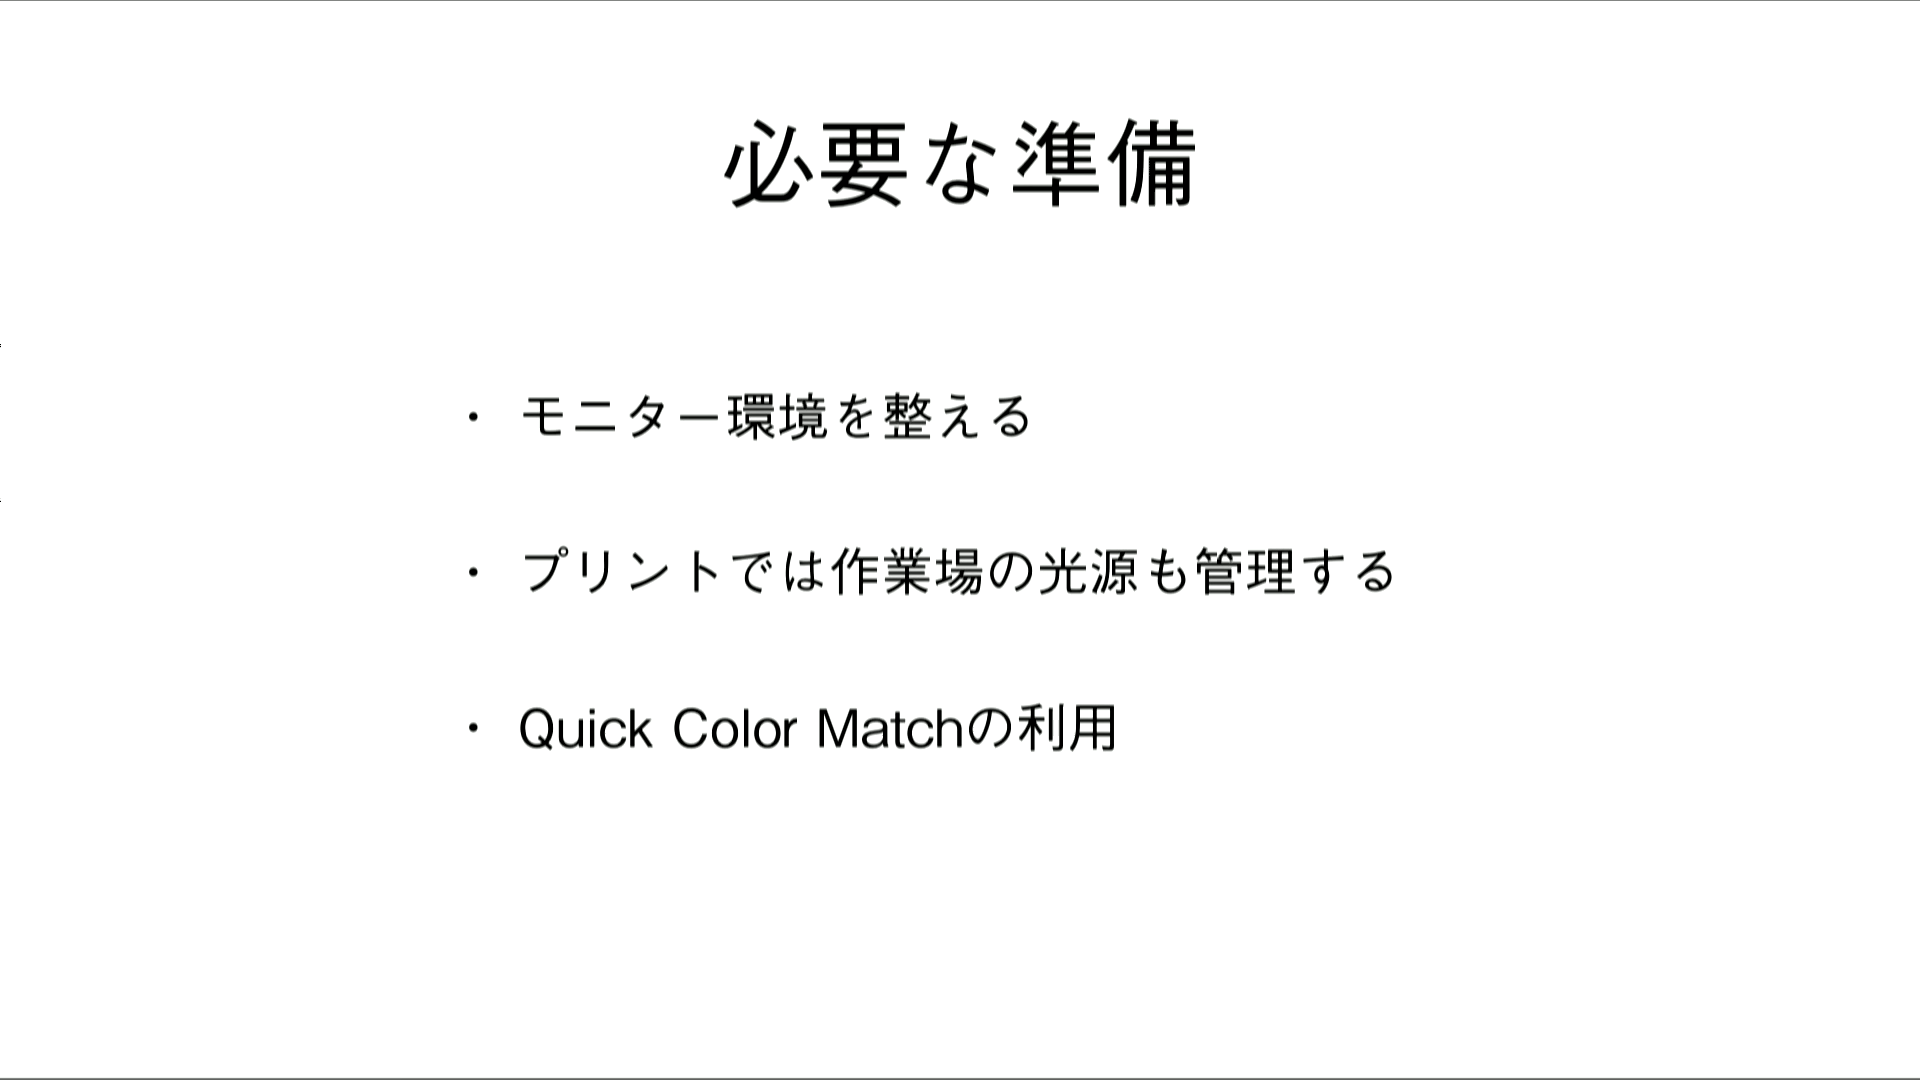 必要な準備
・ モニター環境を整える
・ プリントでは作業場の光源も管理する
・ Quick Color Matchの利用